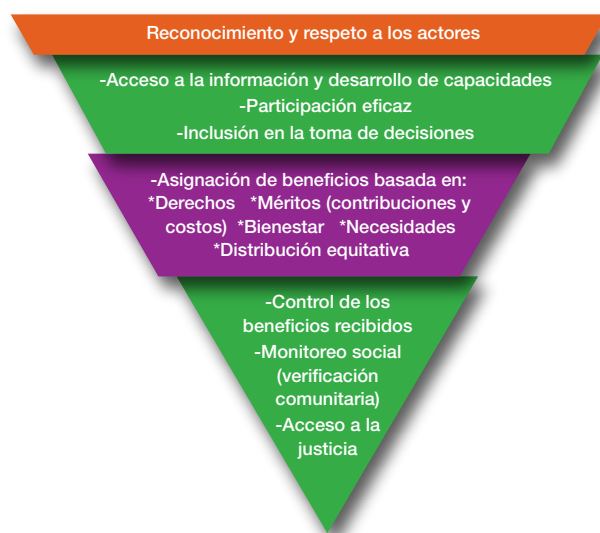 Reconocimiento y respeto a los actores
-Acceso a la información y desarrollo de capacidades
-Participación eficaz
-Inclusión en la toma de decisiones
-Asignación de beneficios basada en:
*Derechos *Méritos (contribuciones y
costos) *Bienestar *Necesidades
*Distribución equitativa
-Control de los
beneficios recibidos
-Monitoreo social
(verificación
comunitaria)
-Acceso a la
justicia